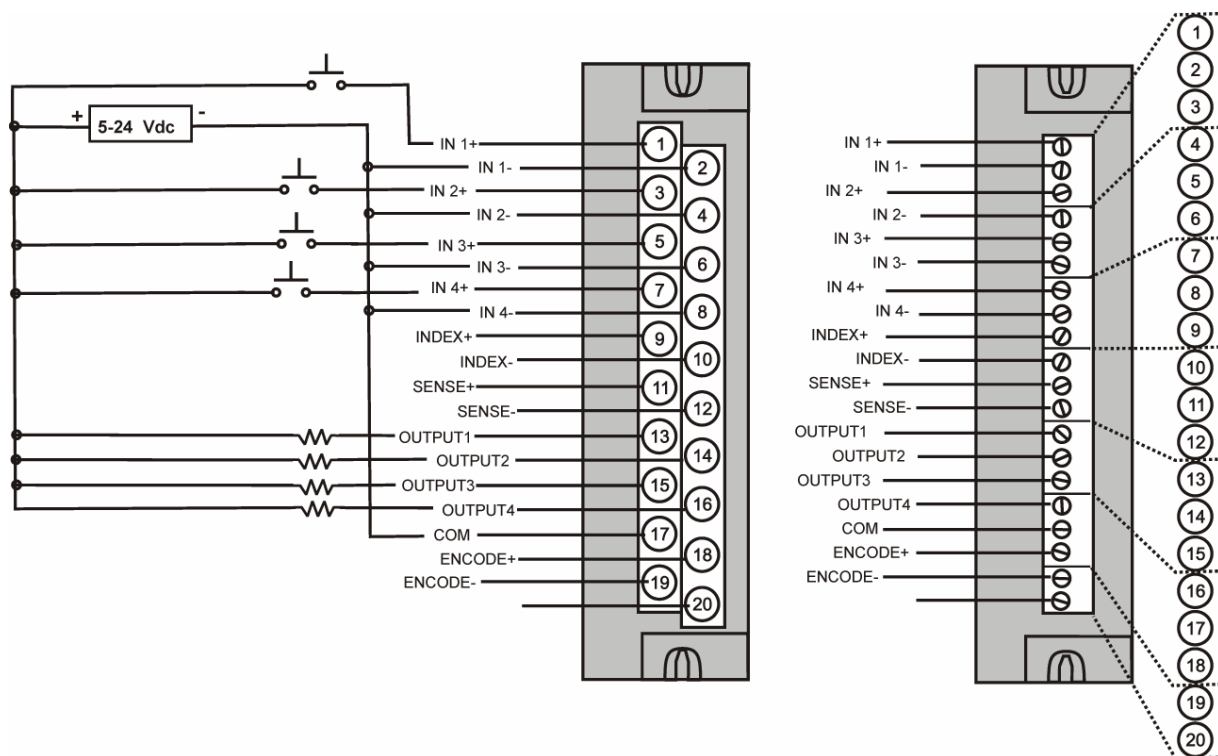 + 5-24 Vdc -
IN 1+
IN 1-
IN 2+
IN 2-
IN 3+
IN 3-
IN 4+
IN 4-
INDEX+
INDEX-
SENSE+
SENSE-
OUTPUT1
OUTPUT2
OUTPUT3
OUTPUT4
COM
ENCODE+
ENCODE-
1
2
3
4
5
6
7
8
9
10
11
12
13
14
15
16
17
18
19
20
IN 1+
IN 1-
IN 2+
IN 2-
IN 3+
IN 3-
IN 4+
IN 4-
INDEX+
INDEX-
SENSE+
SENSE-
OUTPUT1
OUTPUT2
OUTPUT3
OUTPUT4
COM
ENCODE+
ENCODE-
1
2
3
4
5
6
7
8
9
10
11
12
13
14
15
16
17
18
19
20